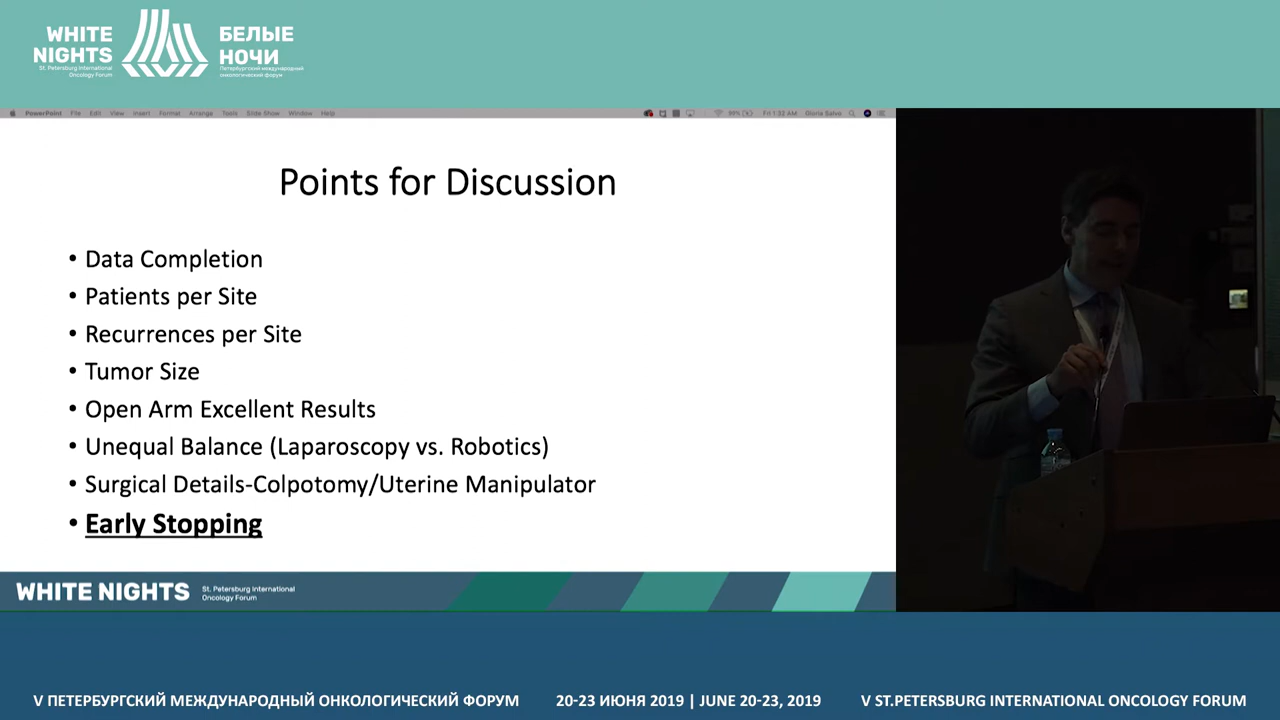 WHITE
NIGHTS
St. Petersburg International
Oncology Forum
БЕЛЫЕ
НОЧИ
Петербургский международный
онкологический форум
PowerPoint File Edit View Insert Format Arrange Tools Slide Show Window Help
99% Fri 1:32 AM Gloria Salvo
Points for Discussion
• Data Completion
• Patients per Site
• Recurrences per Site
• Tumor Size
• Open Arm Excellent Results
• Unequal Balance (Laparoscopy vs. Robotics)
• Surgical Details-Colpotomy/Uterine Manipulator
• Early Stopping
WHITE NIGHTS
St. Petersburg International
Oncology Forum
V ПЕТЕРБУРГСКИЙ МЕЖДУНАРОДНЫЙ ОНКОЛОГИЧЕСКИЙ ФОРУМ
20-23 ИЮНЯ 2019 | JUNE 20-23, 2019
V ST.PETERSBURG INTERNATIONAL ONCOLOGY FORUM